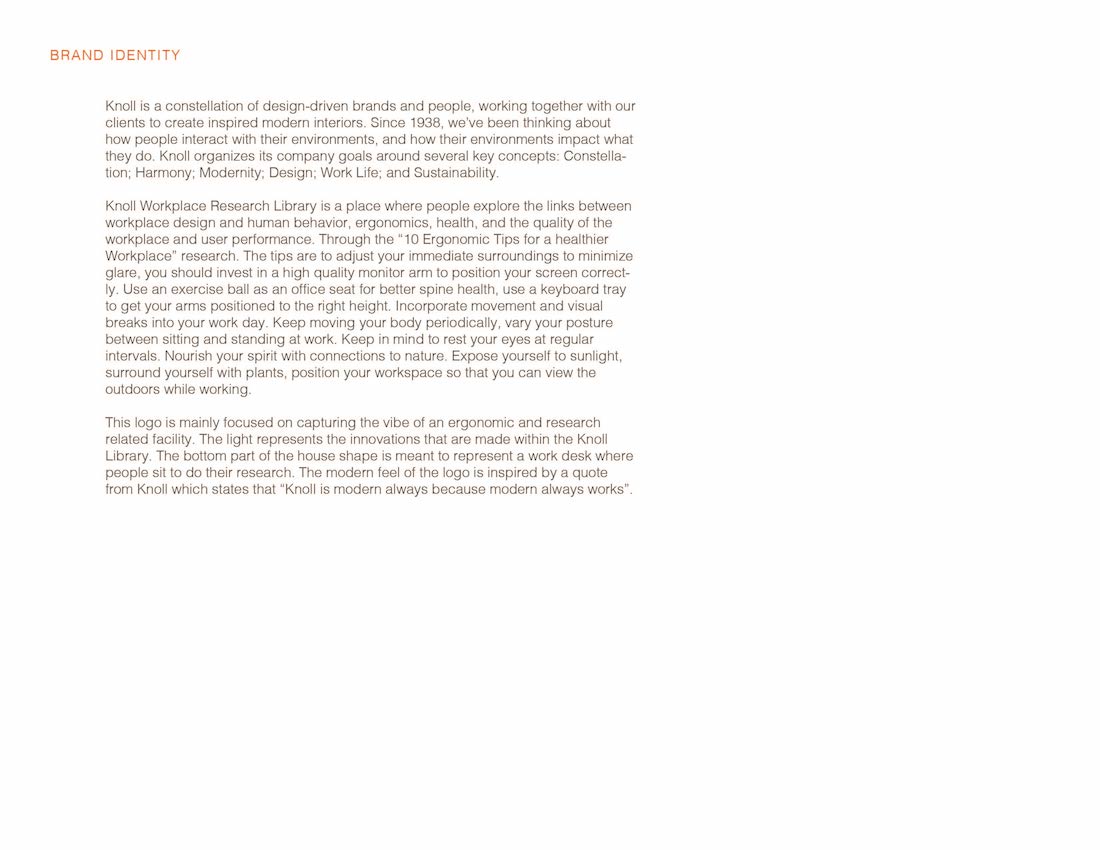 BRAND IDENTITY
Knoll is a constellation of design-driven brands and people, working together with our
clients to create inspired modern interiors. Since 1938, we’ve been thinking about
how people interact with their environments, and how their environments impact what
they do. Knoll organizes its company goals around several key concepts: Constella-
tion; Harmony; Modernity; Design; Work Life; and Sustainability.
Knoll Workplace Research Library is a place where people explore the links between
workplace design and human behavior, ergonomics, health, and the quality of the
workplace and user performance. Through the “10 Ergonomic Tips for a healthier
Workplace” research. The tips are to adjust your immediate surroundings to minimize
glare, you should invest in a high quality monitor arm to position your screen correct-
ly. Use an exercise ball as an office seat for better spine health, use a keyboard tray
to get your arms positioned to the right height. Incorporate movement and visual
breaks into your work day. Keep moving your body periodically, vary your posture
between sitting and standing at work. Keep in mind to rest your eyes at regular
intervals. Nourish your spirit with connections to nature. Expose yourself to sunlight,
surround yourself with plants, position your workspace so that you can view the
outdoors while working.
This logo is mainly focused on capturing the vibe of an ergonomic and research
related facility. The light represents the innovations that are made within the Knoll
Library. The bottom part of the house shape is meant to represent a work desk where
people sit to do their research. The modern feel of the logo is inspired by a quote
from Knoll which states that “Knoll is modern always because modern always works”.